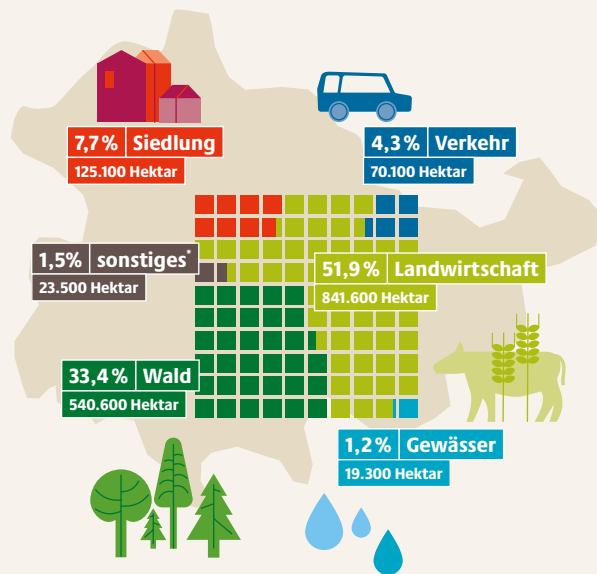 7,7 % Siedlung
125.100 Hektar
4,3 % Verkehr
70.100 Hektar
1,5% sonstiges*
23.500 Hektar
51,9 % Landwirtschaft
841.600 Hektar
33,4 % Wald
540.600 Hektar
1,2 % Gewässer
19.300 Hektar